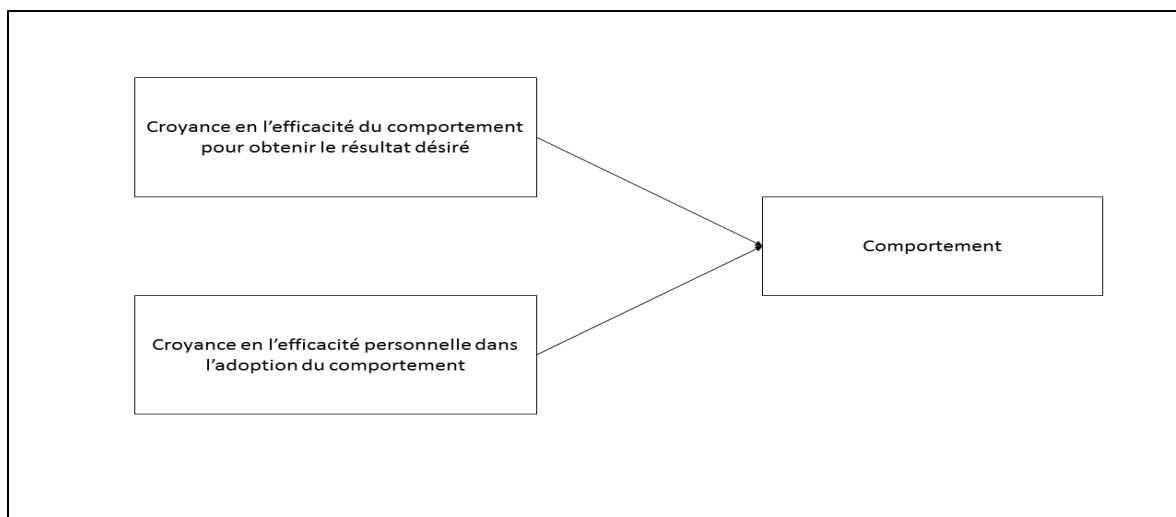 Croyance en l'efficacité du comportement
pour obtenir le résultat désiré
Comportement
Croyance en l'efficacité personnelle dans
l'adoption du comportement